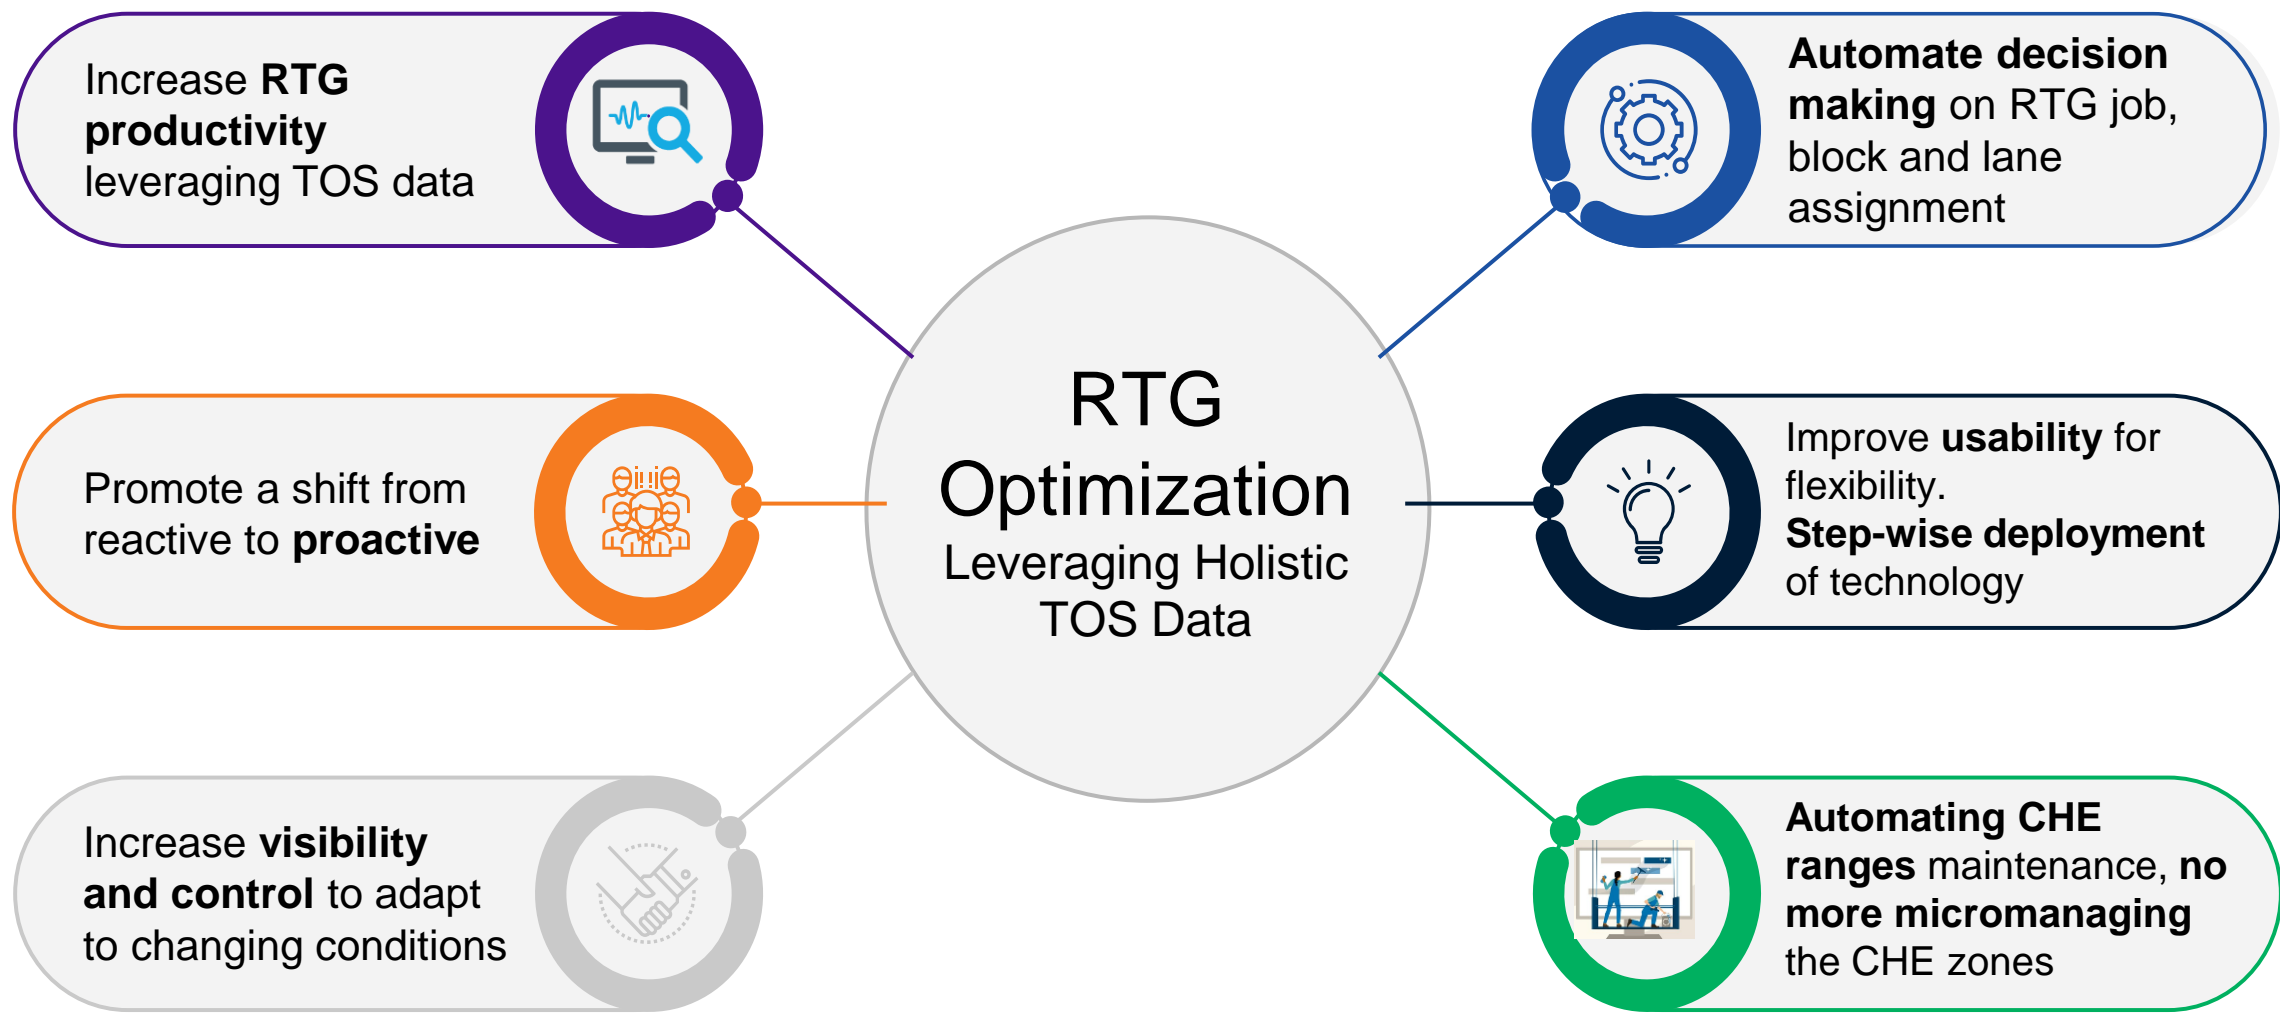 Increase RTG
productivity
leveraging TOS data
Promote a shift from
reactive to proactive
Increase visibility
and control to adapt
to changing conditions
RTG
Optimization
Leveraging Holistic
TOS Data
Automate decision
making on RTG job,
block and lane
assignment
Improve usability for
flexibility.
Step-wise deployment
of technology
Automating CHE
ranges maintenance, no
more micromanaging
the CHE zones